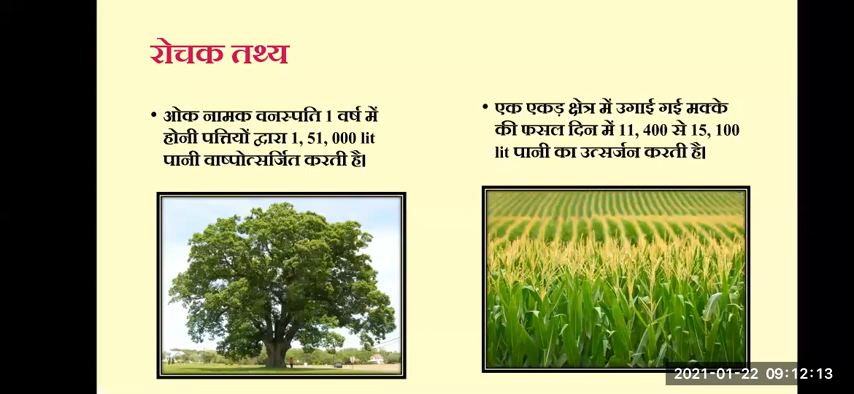 रोचक तथ्य
• ओक नामक वनस्पति 1 वर्ष में
होनी पत्तियों द्वारा 1, 51, 000 lit
पानी वाष्पोत्सर्जित करती है।
• एक एकड़ क्षेत्र में उगाई गई मक्के
की फसल दिन में 11, 400 से 15, 100
lit पानी का उत्सर्जन करती है।
2021-01-22 09:12:13